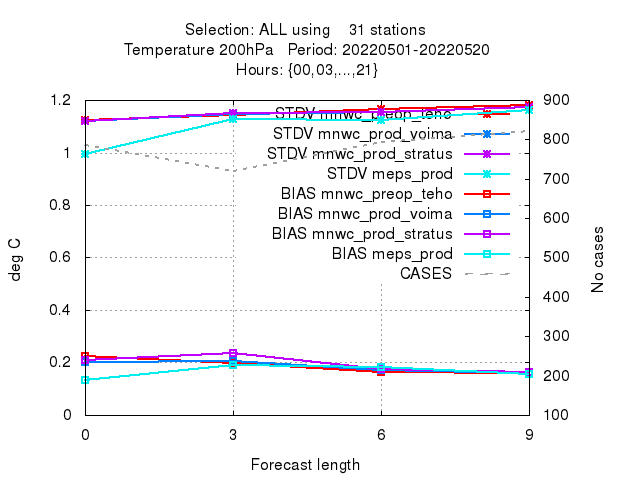 Selection: ALL using 31 stations
Temperature 200hPa Period: 20220501-20220520
Hours: {00,03,...,21}
1.2
1
0.8
0.6
0.4
0.2
0
deg C
STDV mnwc_preop_teho
STDV mnwc_prod_voima
STDV mnwc_prod_stratus
STDV meps_prod
BIAS mnwc_preop_teho
BIAS mnwc_prod_voima
BIAS mnwc_prod_stratus
BIAS meps_prod
CASES
900
800
700
600
500
400
300
200
100
No cases
0 3 6 9
Forecast length